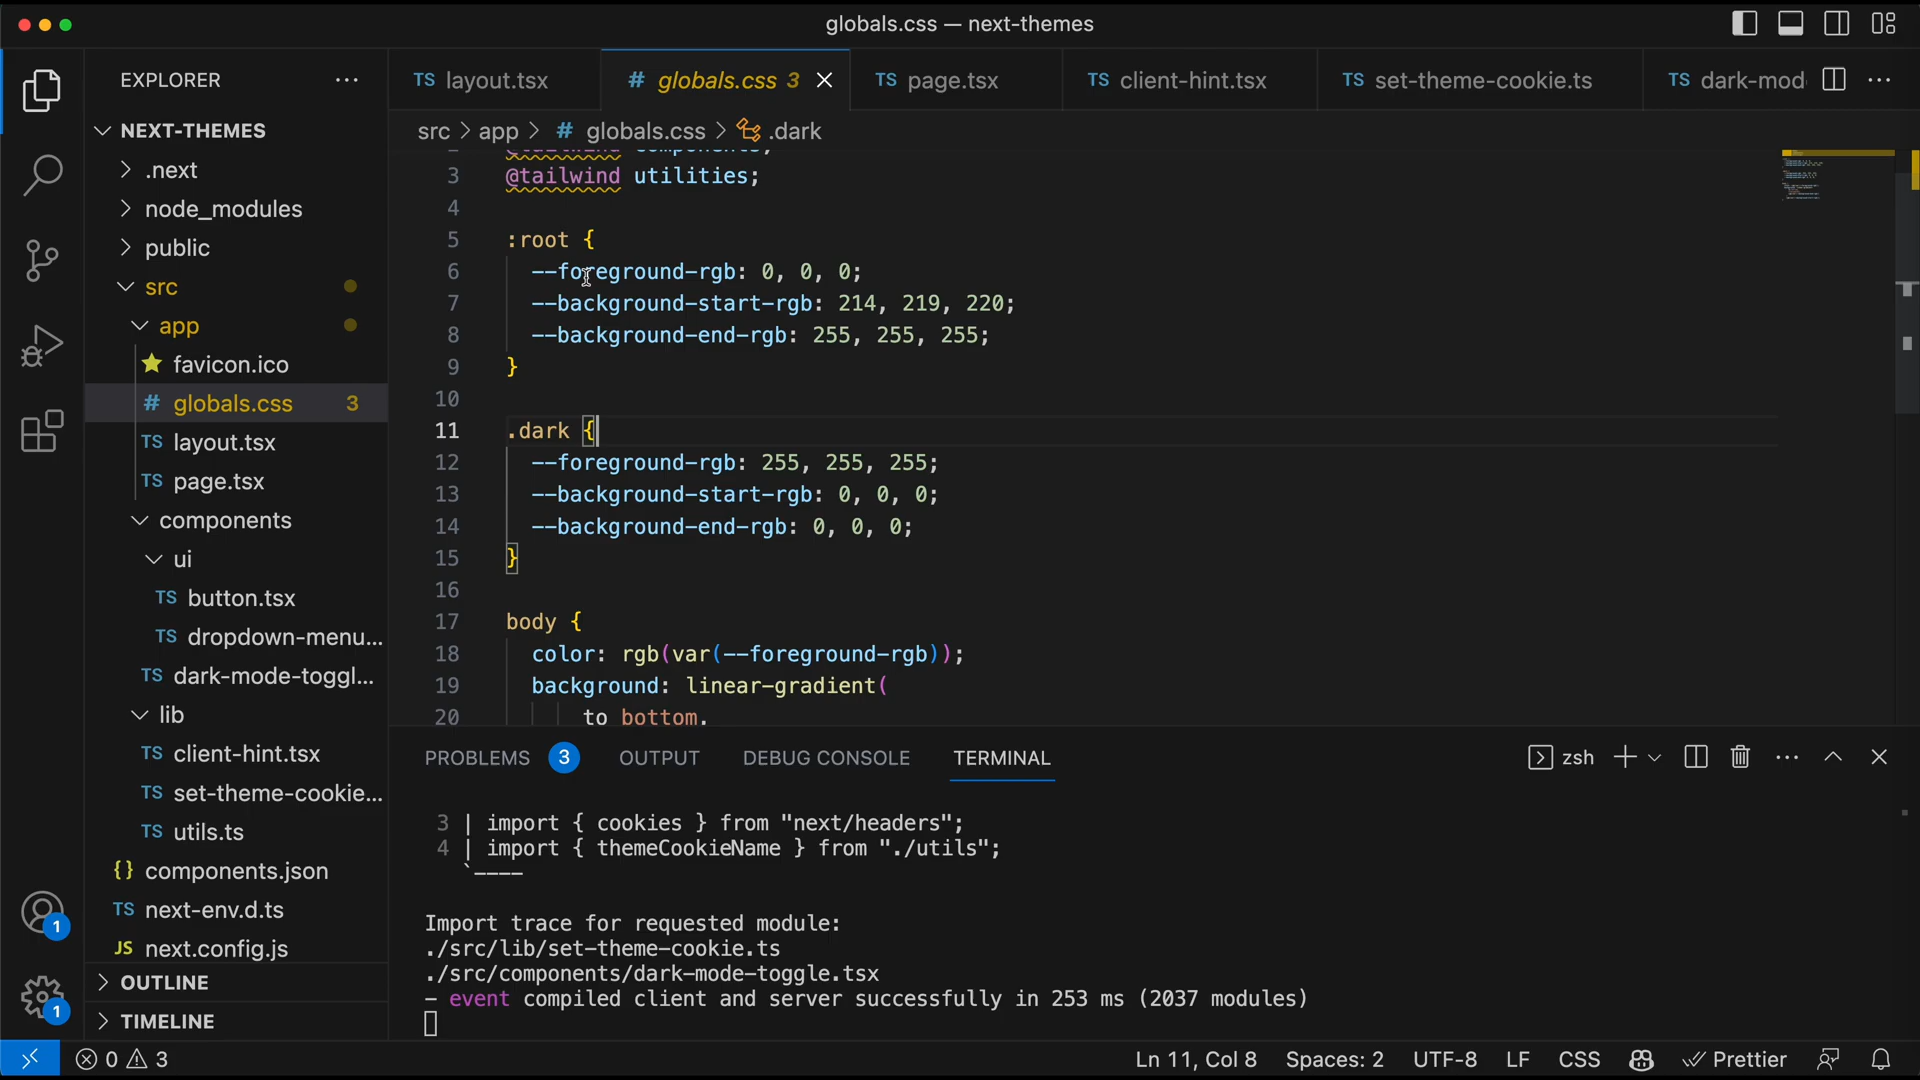 globals.css — next-themes
EXPLORER
TS layout.tsx
# globals.css 3
TS page.tsx
TS client-hint.tsx
TS set-theme-cookie.ts
TS dark-mod
src > app > # globals.css > .dark
NEXT-THEMES
.next
node_modules
public
src
app
favicon.ico
# globals.css 3
TS layout.tsx
TS page.tsx
components
ui
TS button.tsx
TS dropdown-menu...
TS dark-mode-toggl...
lib
TS client-hint.tsx
TS set-theme-cookie...
TS utils.ts
{} components.json
TS next-env.d.ts
JS next.config.js
OUTLINE
TIMELINE
2 @tailwind components;
3 @tailwind utilities;
4
5 :root {
6 --foreground-rgb: 0, 0, 0;
7 --background-start-rgb: 214, 219, 220;
8 --background-end-rgb: 255, 255, 255;
9 }
10
11 .dark {
12 --foreground-rgb: 255, 255, 255;
13 --background-start-rgb: 0, 0, 0;
14 --background-end-rgb: 0, 0, 0;
15 }
16
17 body {
18 color: rgb(var(--foreground-rgb));
19 background: linear-gradient(
20 to bottom,
PROBLEMS 3 OUTPUT DEBUG CONSOLE TERMINAL
zsh
3 | import { cookies } from "next/headers";
4 | import { themeCookieName } from "./utils";
`----
Import trace for requested module:
./src/lib/set-theme-cookie.ts
./src/components/dark-mode-toggle.tsx
- event compiled client and server successfully in 253 ms (2037 modules)
1
1
0 3
Ln 11, Col 8 Spaces: 2 UTF-8 LF CSS Prettier